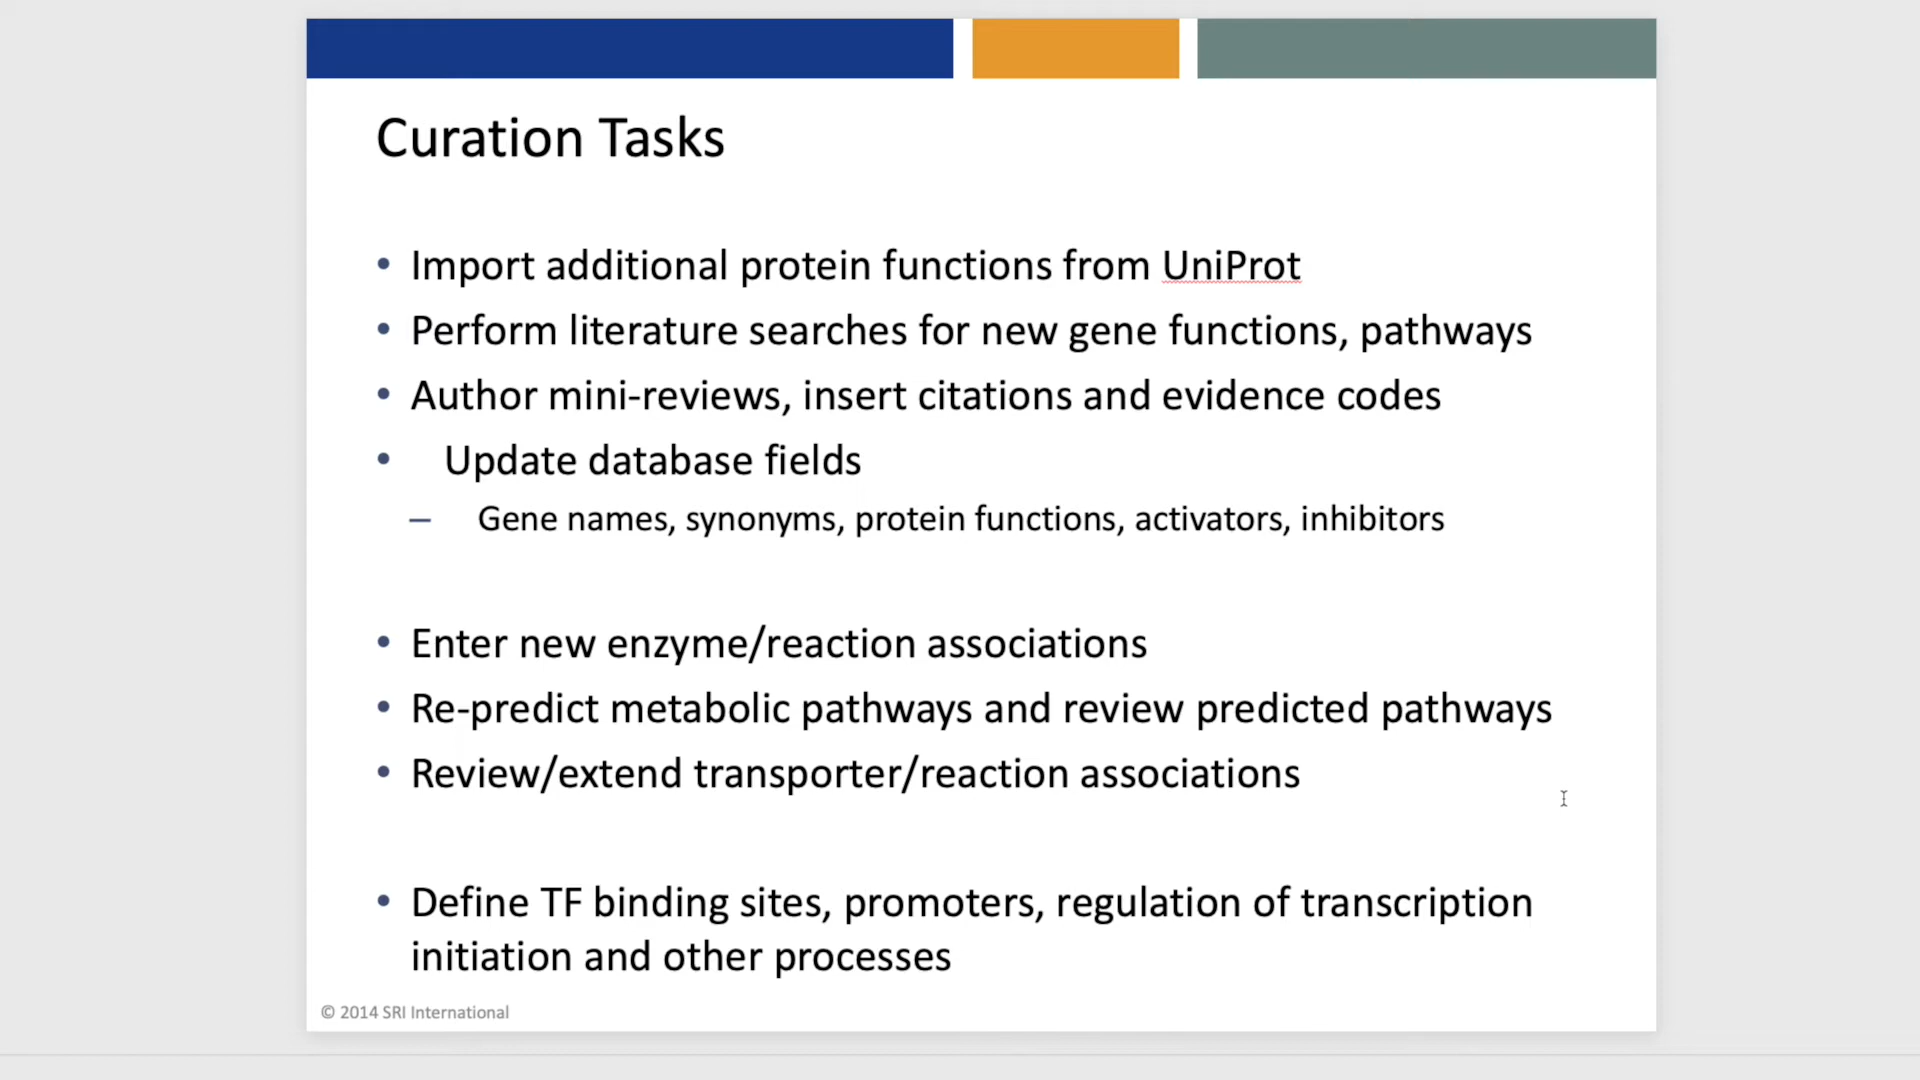 Curation Tasks
• Import additional protein functions from UniProt
• Perform literature searches for new gene functions, pathways
• Author mini-reviews, insert citations and evidence codes
• Update database fields
– Gene names, synonyms, protein functions, activators, inhibitors
• Enter new enzyme/reaction associations
• Re-predict metabolic pathways and review predicted pathways
• Review/extend transporter/reaction associations
• Define TF binding sites, promoters, regulation of transcription
initiation and other processes
© 2014 SRI International